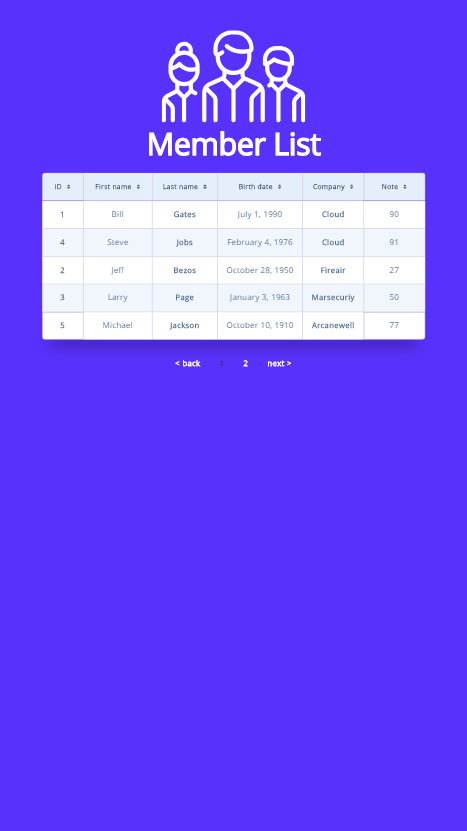 Member List
iD First name Last name Birth date Company Note
1 Bill Gates July 1, 1990 Cloud 90
4 Steve Jobs February 4, 1976 Cloud 91
2 Jeff Bezos October 28, 1950 Fireair 27
3 Larry Page January 3, 1963 Marsecuriy 50
5 Michael Jackson October 10, 1910 Arcanewell 77
< back 1 2 next >